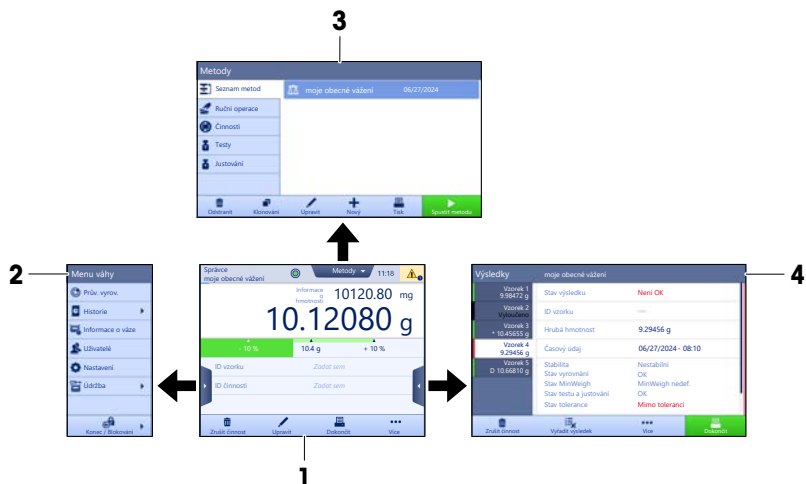 3
Metody
Seznam metod
moje obecné vážení 06/27/2024
Ruční operace
Činnosti
Testy
Justování
Odstranit Klonování Upravit Nový Tisk Spustit metodu
2
Menu váhy
Prův. vyrov.
Historie
Informace o váze
Uživatelé
Nastavení
Údržba
Konec / Blokování
Správce
moje obecné vážení
Metody 11:18
Informace
o
hmotnosti
10120.80 mg
10.12080 g
- 10 % 10.4 g + 10 %
ID vzorku Zadat sem
ID činnosti Zadat sem
Zrušit činnost Upravit Dokončit Více
1
4
Výsledky moje obecné vážení
Vzorek 1
9.98472 g
Vzorek 2
Vyloučeno
Vzorek 3
* 10.45655 g
Vzorek 4
9.29456 g
Vzorek 5
D 10.66810 g
Stav výsledku Není OK
ID vzorku ---
Hrubá hmotnost 9.29456 g
Časový údaj 06/27/2024 - 08:10
Stabilita Nestabilní
Stav vyrovnání OK
Stav MinWeigh MinWeigh nedef.
Stav testu a justování OK
Stav tolerance Mimo toleranci
Zrušit činnost Vyřadit výsledek Více Dokončit